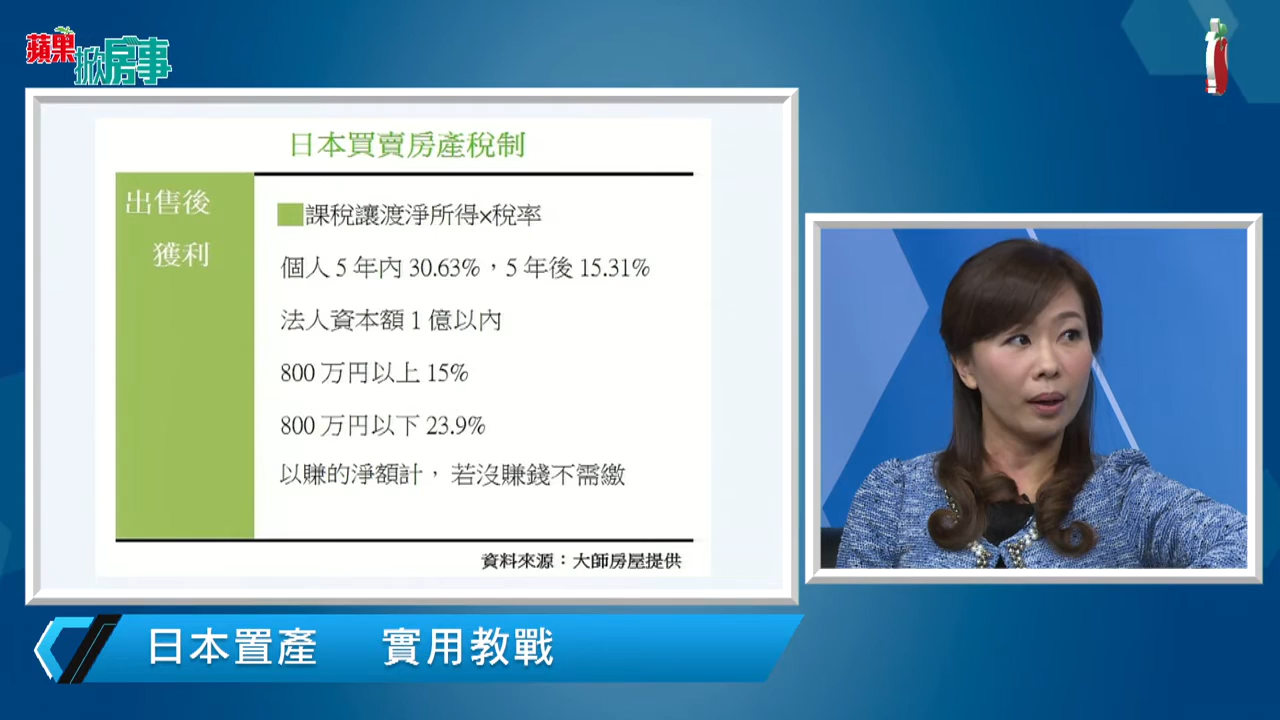 蘋果
掀房事
日本買賣房產稅制
出售後
獲利
課稅讓渡淨所得×稅率
個人 5 年內 30.63%，5 年後 15.31%
法人資本額 1 億以內
800 万円以上 15%
800 万円以下 23.9%
以賺的淨額計， 若沒賺錢不需繳
資料來源：大師房屋提供
日本置產 實用教戰